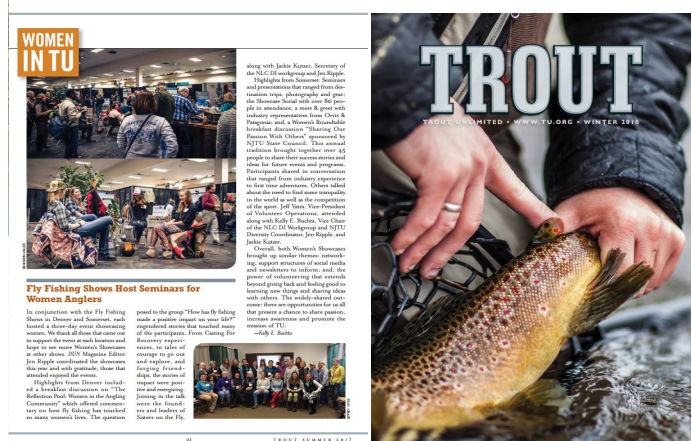 WOMEN
IN TU
Fly Fishing Shows Host Seminars for
Women Anglers
In conjunction with the Fly Fishing
Shows in Denver and Somerset, each
hosted a three-day event showcasing
women. We thank all those that came out
to support the event at each location and
hope to see more Women's Showcases
at other shows. DUN Magazine Editor
Jen Ripple coordinated the showcases
this year and with gratitude, those that
attended enjoyed the events.
Highlights from Denver includ-
ed a breakfast discussion on "The
Reflection Pool: Women in the Angling
Community" which offered commen-
tary on how fly fishing has touched
so many women's lives. The question
posed to the group "How has fly fishing
made a positive impact on your life?"
engendered stories that touched many
of the participants. From Casting For
Recovery experi-
ences, to tales of
courage to go out
and explore, and
forging friend-
ships, the stories of
impact were posi-
tive and energizing.
Joining in the talk
were the found-
ers and leaders of
Sisters on the Fly,
along with Jackie Kutzer, Secretary of
the NLC DI workgroup and Jen Ripple.
Highlights from Somerset: Seminars
and presentations that ranged from des-
tination trips, photography and gear;
the Showcase Social with over 80 peo-
ple in attendance; a meet & greet with
industry representatives from Orvis &
Patagonia; and, a Women's Roundtable
breakfast discussion "Sharing Our
Passion With Others" sponsored by
NJTU State Council. This annual
tradition brought together over 45
people to share their success stories and
ideas for future events and programs.
Participants shared in conversation
that ranged from industry experience
to first time adventures. Others talked
about the need to find some tranquility
in the world as well as the competition
of the sport. Jeff Yates, Vice-President
of Volunteer Operations, attended
along with Kelly E. Buchta, Vice Chair
of the NLC DI Workgroup and NJTU
Diversity Coordinator, Jen Ripple, and
Jackie Kutzer.
Overall, both Women's Showcases
brought up similar themes: network-
ing, support structures of social media
and newsletters to inform; and, the
power of volunteering that extends
beyond giving back and feeling good to
learning new things and sharing ideas
with others. The widely-shared out-
come: there are opportunities for us all
that present a chance to share passion,
increase awareness and promote the
mission of TU.
—Kelly E. Buchta
TROUT SUMMER 2017
TROUT
TROUT UNLIMITED • WWW.TU.ORG • WINTER 2018